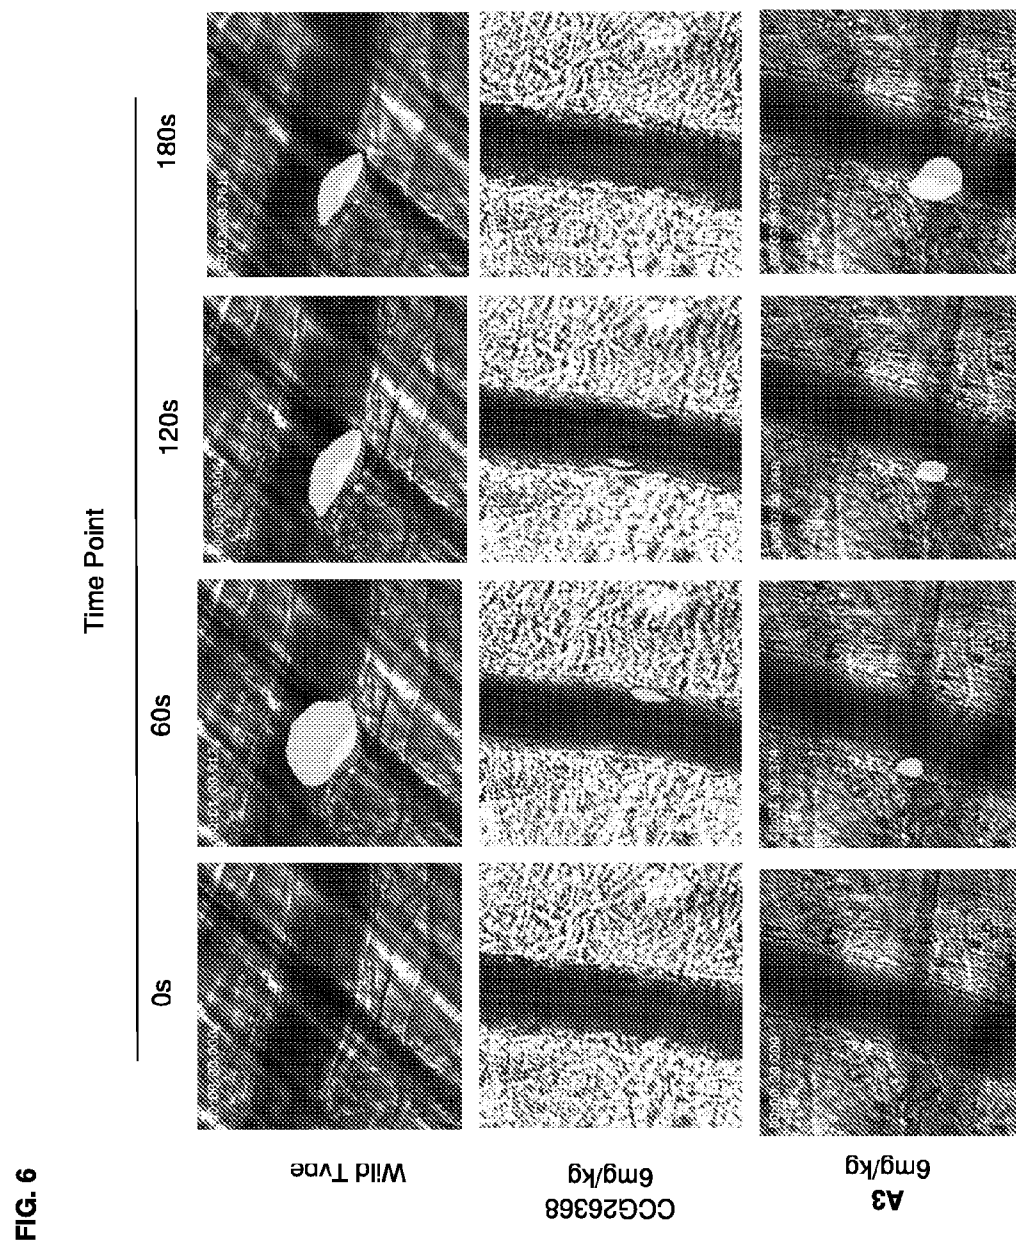 FIG. 6
Time Point
0s 60s 120s 180s
Wild Type
CCG26368
6mg/kg
A3
6mg/kg